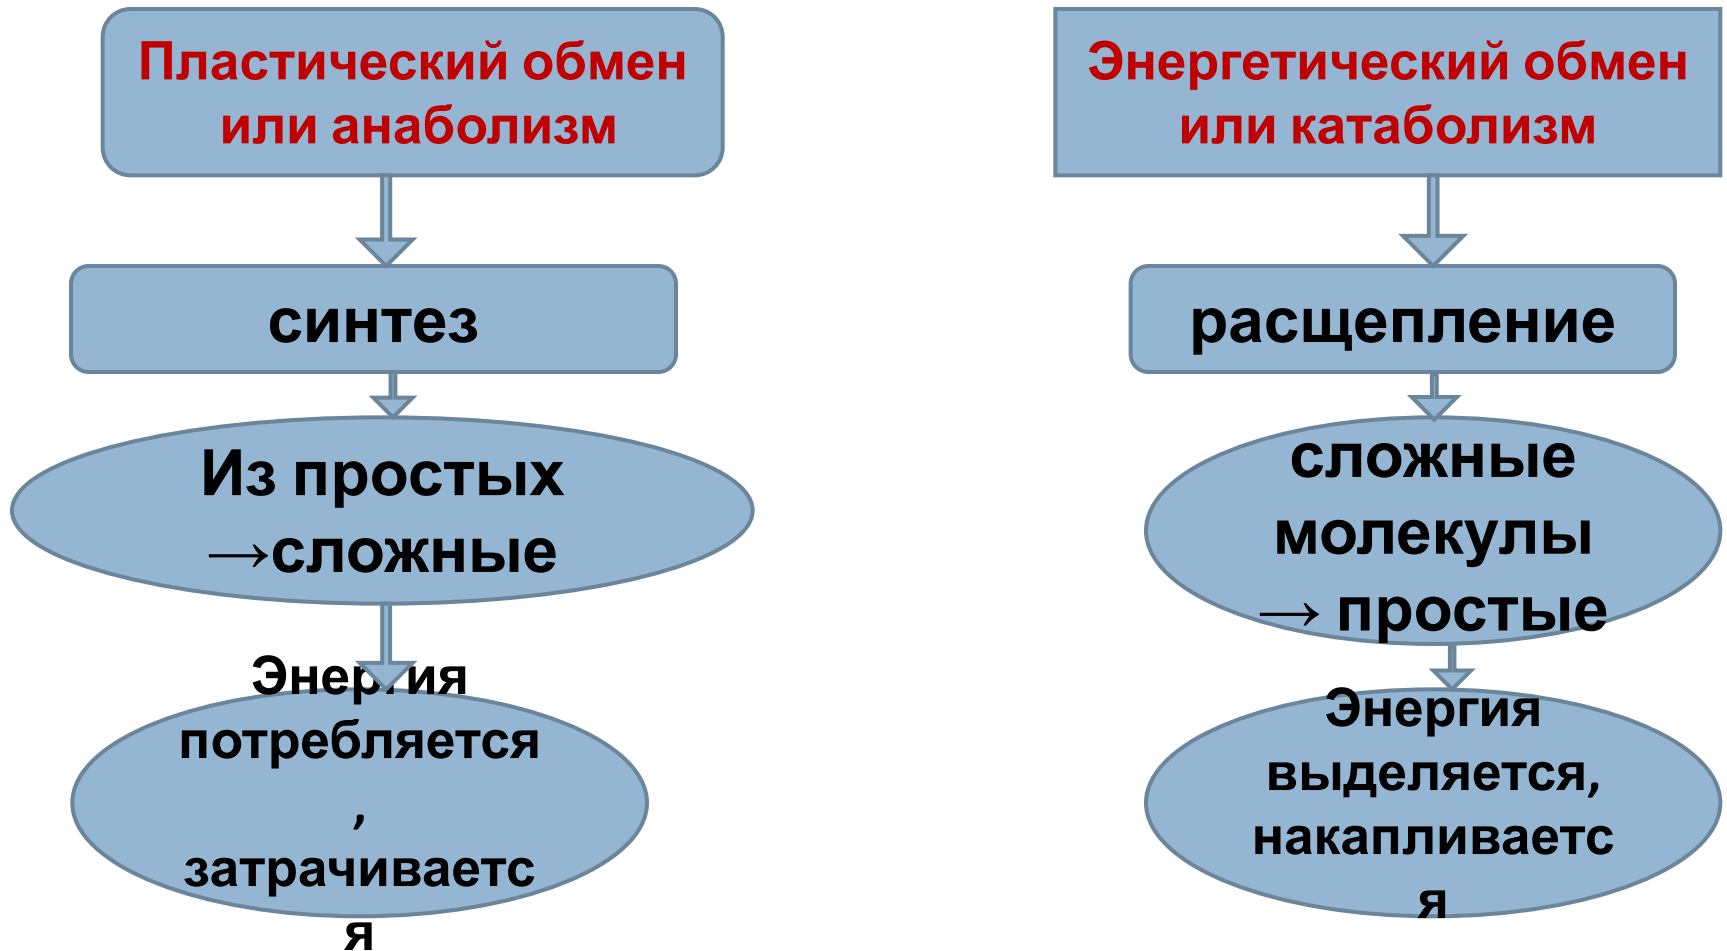 Пластический обмен
или анаболизм
синтез
Из простых
→сложные
Энергия
потребляется
,
затрачиваетс
я
Энергетический обмен
или катаболизм
расщепление
сложные
молекулы
→ простые
Энергия
выделяется,
накапливаетс
я